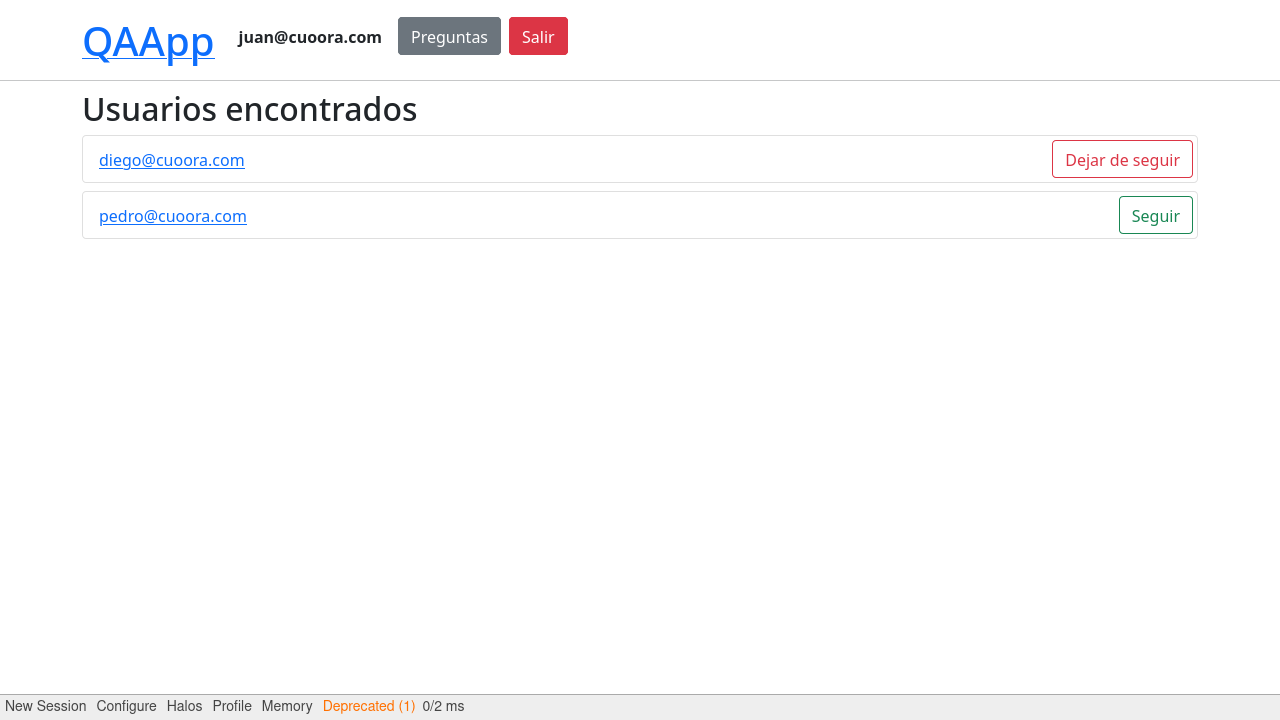 QAApp juan@cuoora.com Preguntas Salir
Usuarios encontrados
diego@cuoora.com Dejar de seguir
pedro@cuoora.com Seguir
New Session Configure Halos Profile Memory Deprecated (1) 0/2 ms